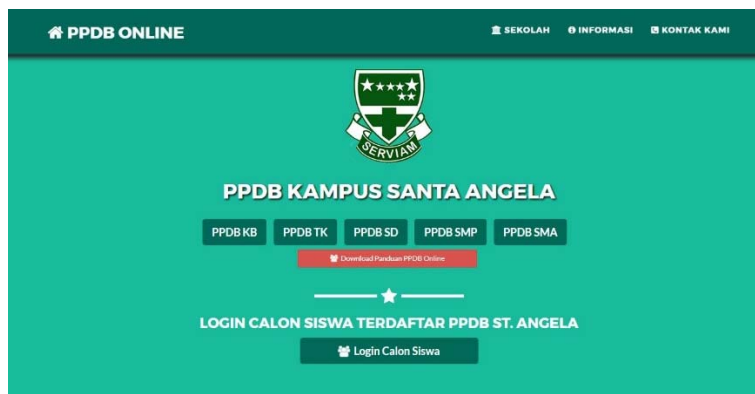 PPDB ONLINE
SEKOLAH INFORMASI KONTAK KAMI
SERVIAM
PPDB KAMPUS SANTA ANGELA
PPDB KB PPDB TK PPDB SD PPDB SMP PPDB SMA
Download Panduan PPDB Online
LOGIN CALON SISWA TERDAFTAR PPDB ST. ANGELA
Login Calon Siswa